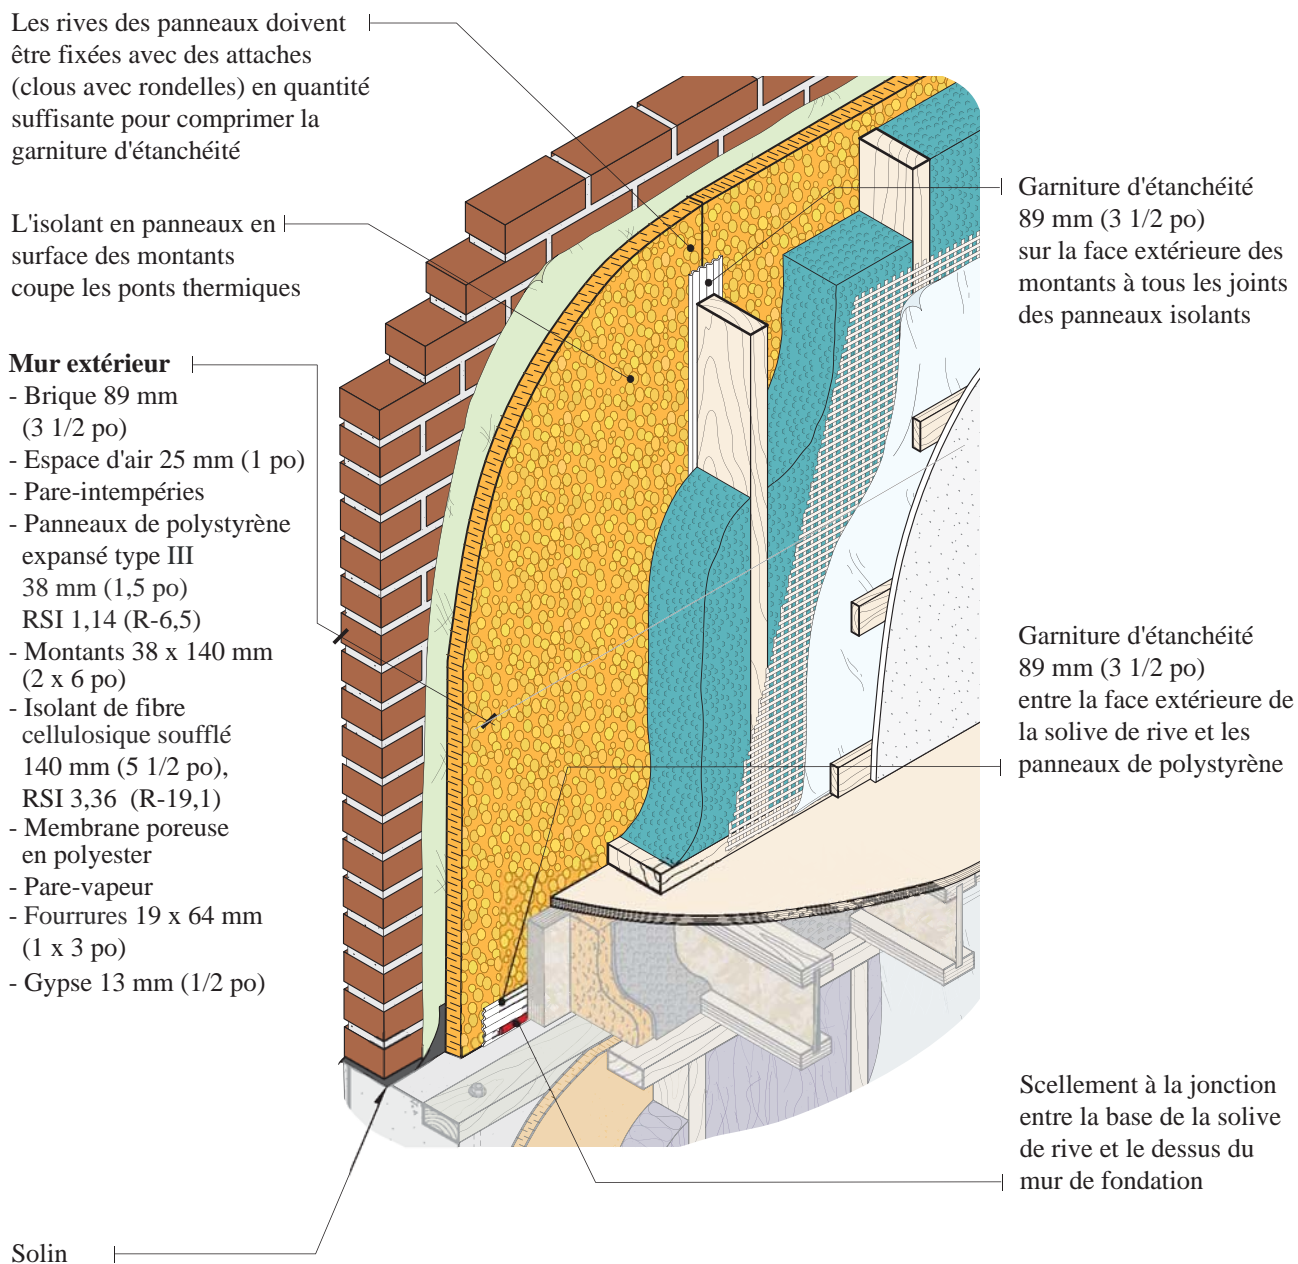 Les rives des panneaux doivent
être fixées avec des attaches
(clous avec rondelles) en quantité
suffisante pour comprimer la
garniture d'étanchéité
L'isolant en panneaux en
surface des montants
coupe les ponts thermiques
Mur extérieur
- Brique 89 mm
(3 1/2 po)
- Espace d'air 25 mm (1 po)
- Pare-intempéries
- Panneaux de polystyrène
expansé type III
38 mm (1,5 po)
RSI 1,14 (R-6,5)
- Montants 38 x 140 mm
(2 x 6 po)
- Isolant de fibre
cellulosique soufflé
140 mm (5 1/2 po),
RSI 3,36 (R-19,1)
- Membrane poreuse
en polyester
- Pare-vapeur
- Fourrures 19 x 64 mm
(1 x 3 po)
- Gypse 13 mm (1/2 po)
Solin
Garniture d'étanchéité
89 mm (3 1/2 po)
sur la face extérieure des
montants à tous les joints
des panneaux isolants
Garniture d'étanchéité
89 mm (3 1/2 po)
entre la face extérieure de
la solive de rive et les
panneaux de polystyrène
Scellement à la jonction
entre la base de la solive
de rive et le dessus du
mur de fondation